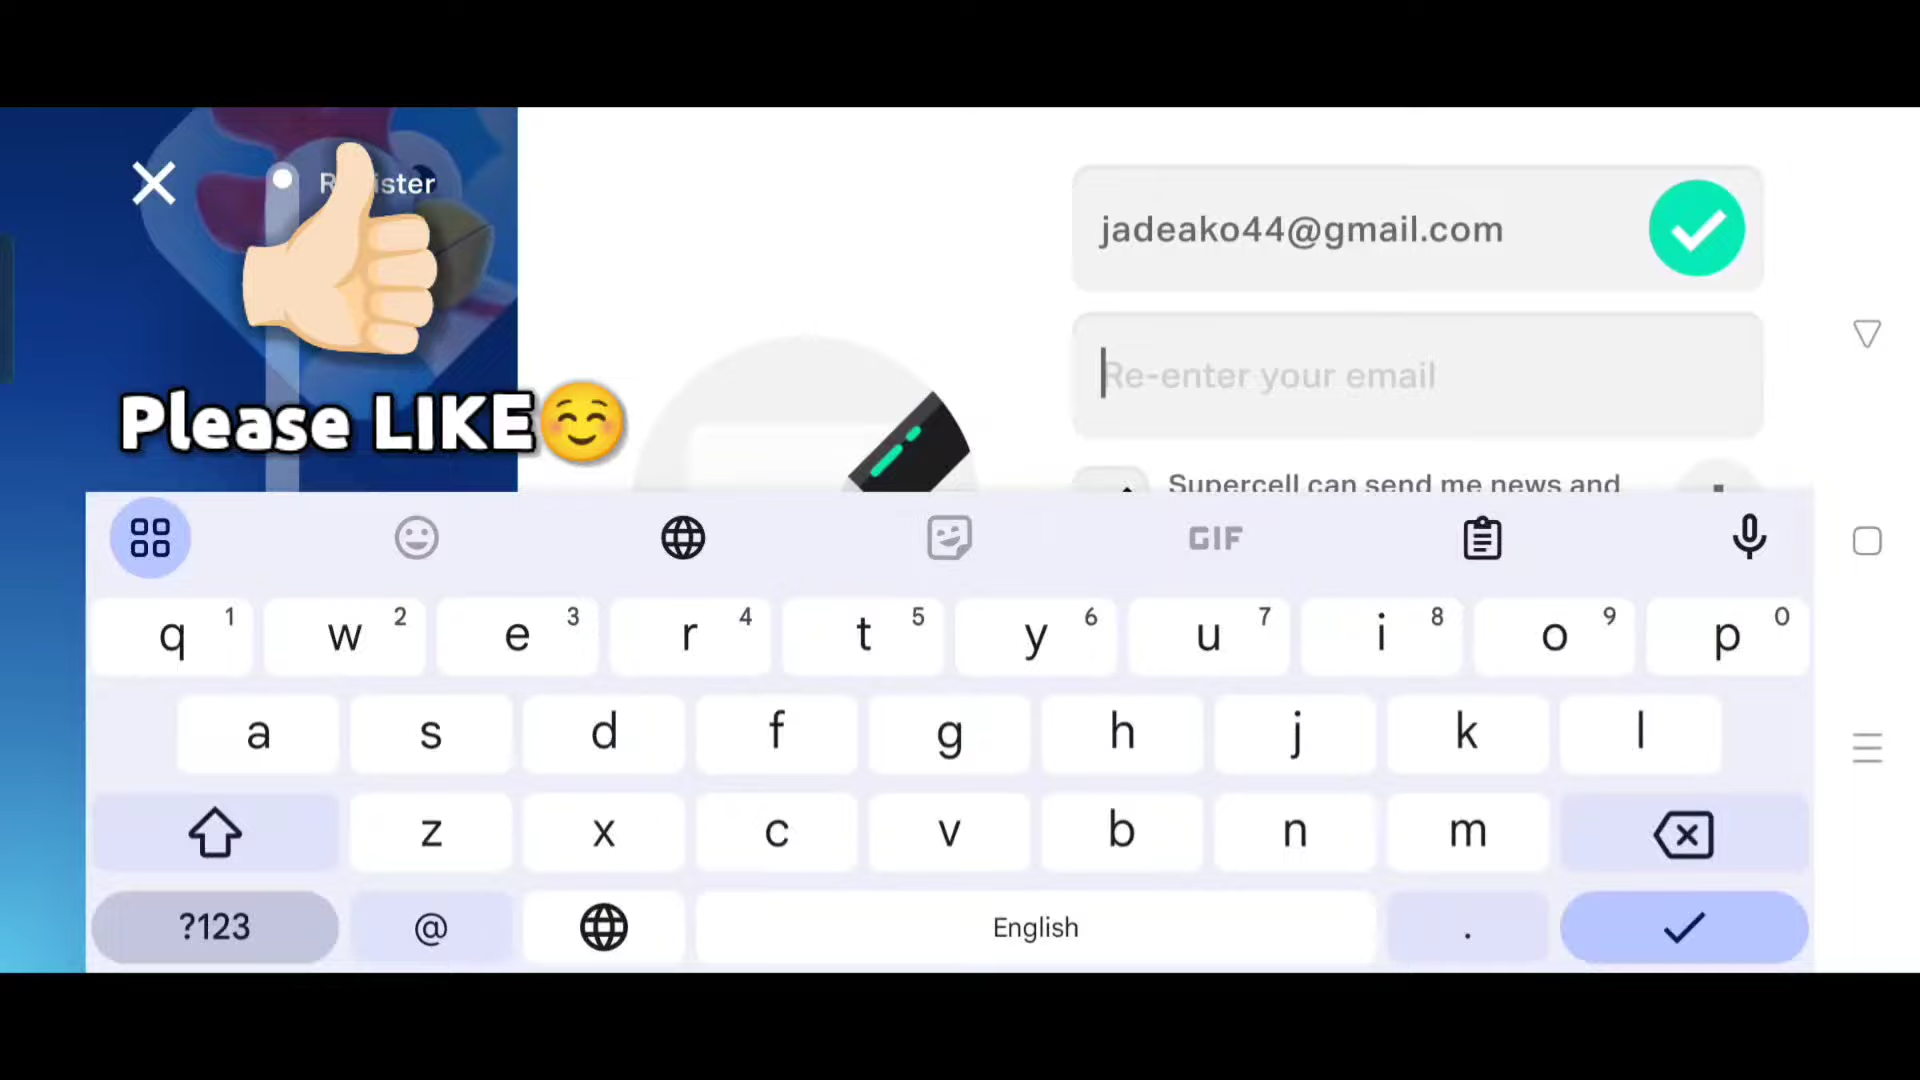 Register
jadeako44@gmail.com
Re-enter your email
Please LIKE
Supercell can send me news and
GIF
q 1 w 2 e 3 r 4 t 5 y 6 u 7 i 8 o 9 p 0
a s d f g h j k l
z x c v b n m
?123 @ English .